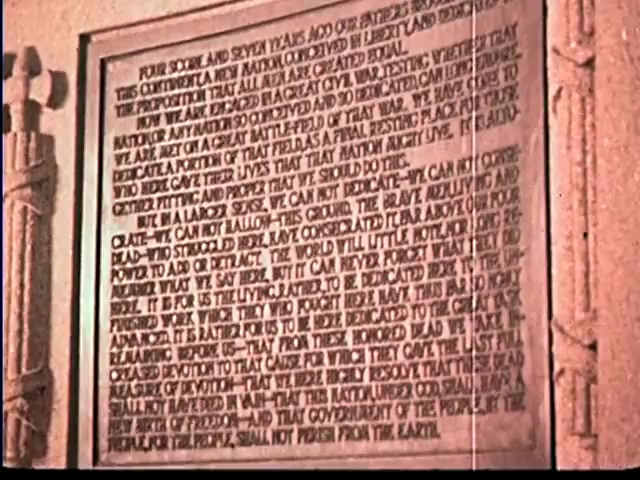 FOUR SCORE AND SEVEN YEARS AGO OUR FATHERS BROUGHT
THIS CONTINENT, A NEW NATION, CONCEIVED IN LIBERTY, AND DEDICATED TO
THE PROPOSITION THAT ALL MEN ARE CREATED EQUAL.
NOW WE ARE ENGAGED IN A GREAT CIVIL WAR, TESTING WHETHER THAT
NATION, OR ANY NATION SO CONCEIVED AND SO DEDICATED, CAN LONG ENDURE.
WE ARE MET ON A GREAT BATTLE-FIELD OF THAT WAR. WE HAVE COME TO
DEDICATE A PORTION OF THAT FIELD, AS A FINAL RESTING PLACE FOR THOSE
WHO HERE GAVE THEIR LIVES THAT THAT NATION MIGHT LIVE. IT IS ALTO-
GETHER FITTING AND PROPER THAT WE SHOULD DO THIS.
BUT, IN A LARGER SENSE, WE CAN NOT DEDICATE—WE CAN NOT CONSE-
CRATE—WE CAN NOT HALLOW—THIS GROUND. THE BRAVE MEN, LIVING AND
DEAD—WHO STRUGGLED HERE, HAVE CONSECRATED IT, FAR ABOVE OUR POOR
POWER TO ADD OR DETRACT. THE WORLD WILL LITTLE NOTE, NOR LONG RE-
MEMBER WHAT WE SAY HERE, BUT IT CAN NEVER FORGET WHAT THEY DID
HERE. IT IS FOR US THE LIVING, RATHER, TO BE DEDICATED HERE TO THE UN-
FINISHED WORK WHICH THEY WHO FOUGHT HERE HAVE THUS FAR SO NOBLY
ADVANCED. IT IS RATHER FOR US TO BE HERE DEDICATED TO THE GREAT TASK
REMAINING BEFORE US—THAT FROM THESE HONORED DEAD WE TAKE IN-
CREASED DEVOTION TO THAT CAUSE FOR WHICH THEY GAVE THE LAST FULL
MEASURE OF DEVOTION—THAT WE HERE HIGHLY RESOLVE THAT THESE DEAD
SHALL NOT HAVE DIED IN VAIN—THAT THIS NATION, UNDER GOD, SHALL HAVE A
NEW BIRTH OF FREEDOM—AND THAT GOVERNMENT OF THE PEOPLE, BY THE
PEOPLE, FOR THE PEOPLE, SHALL NOT PERISH FROM THE EARTH.